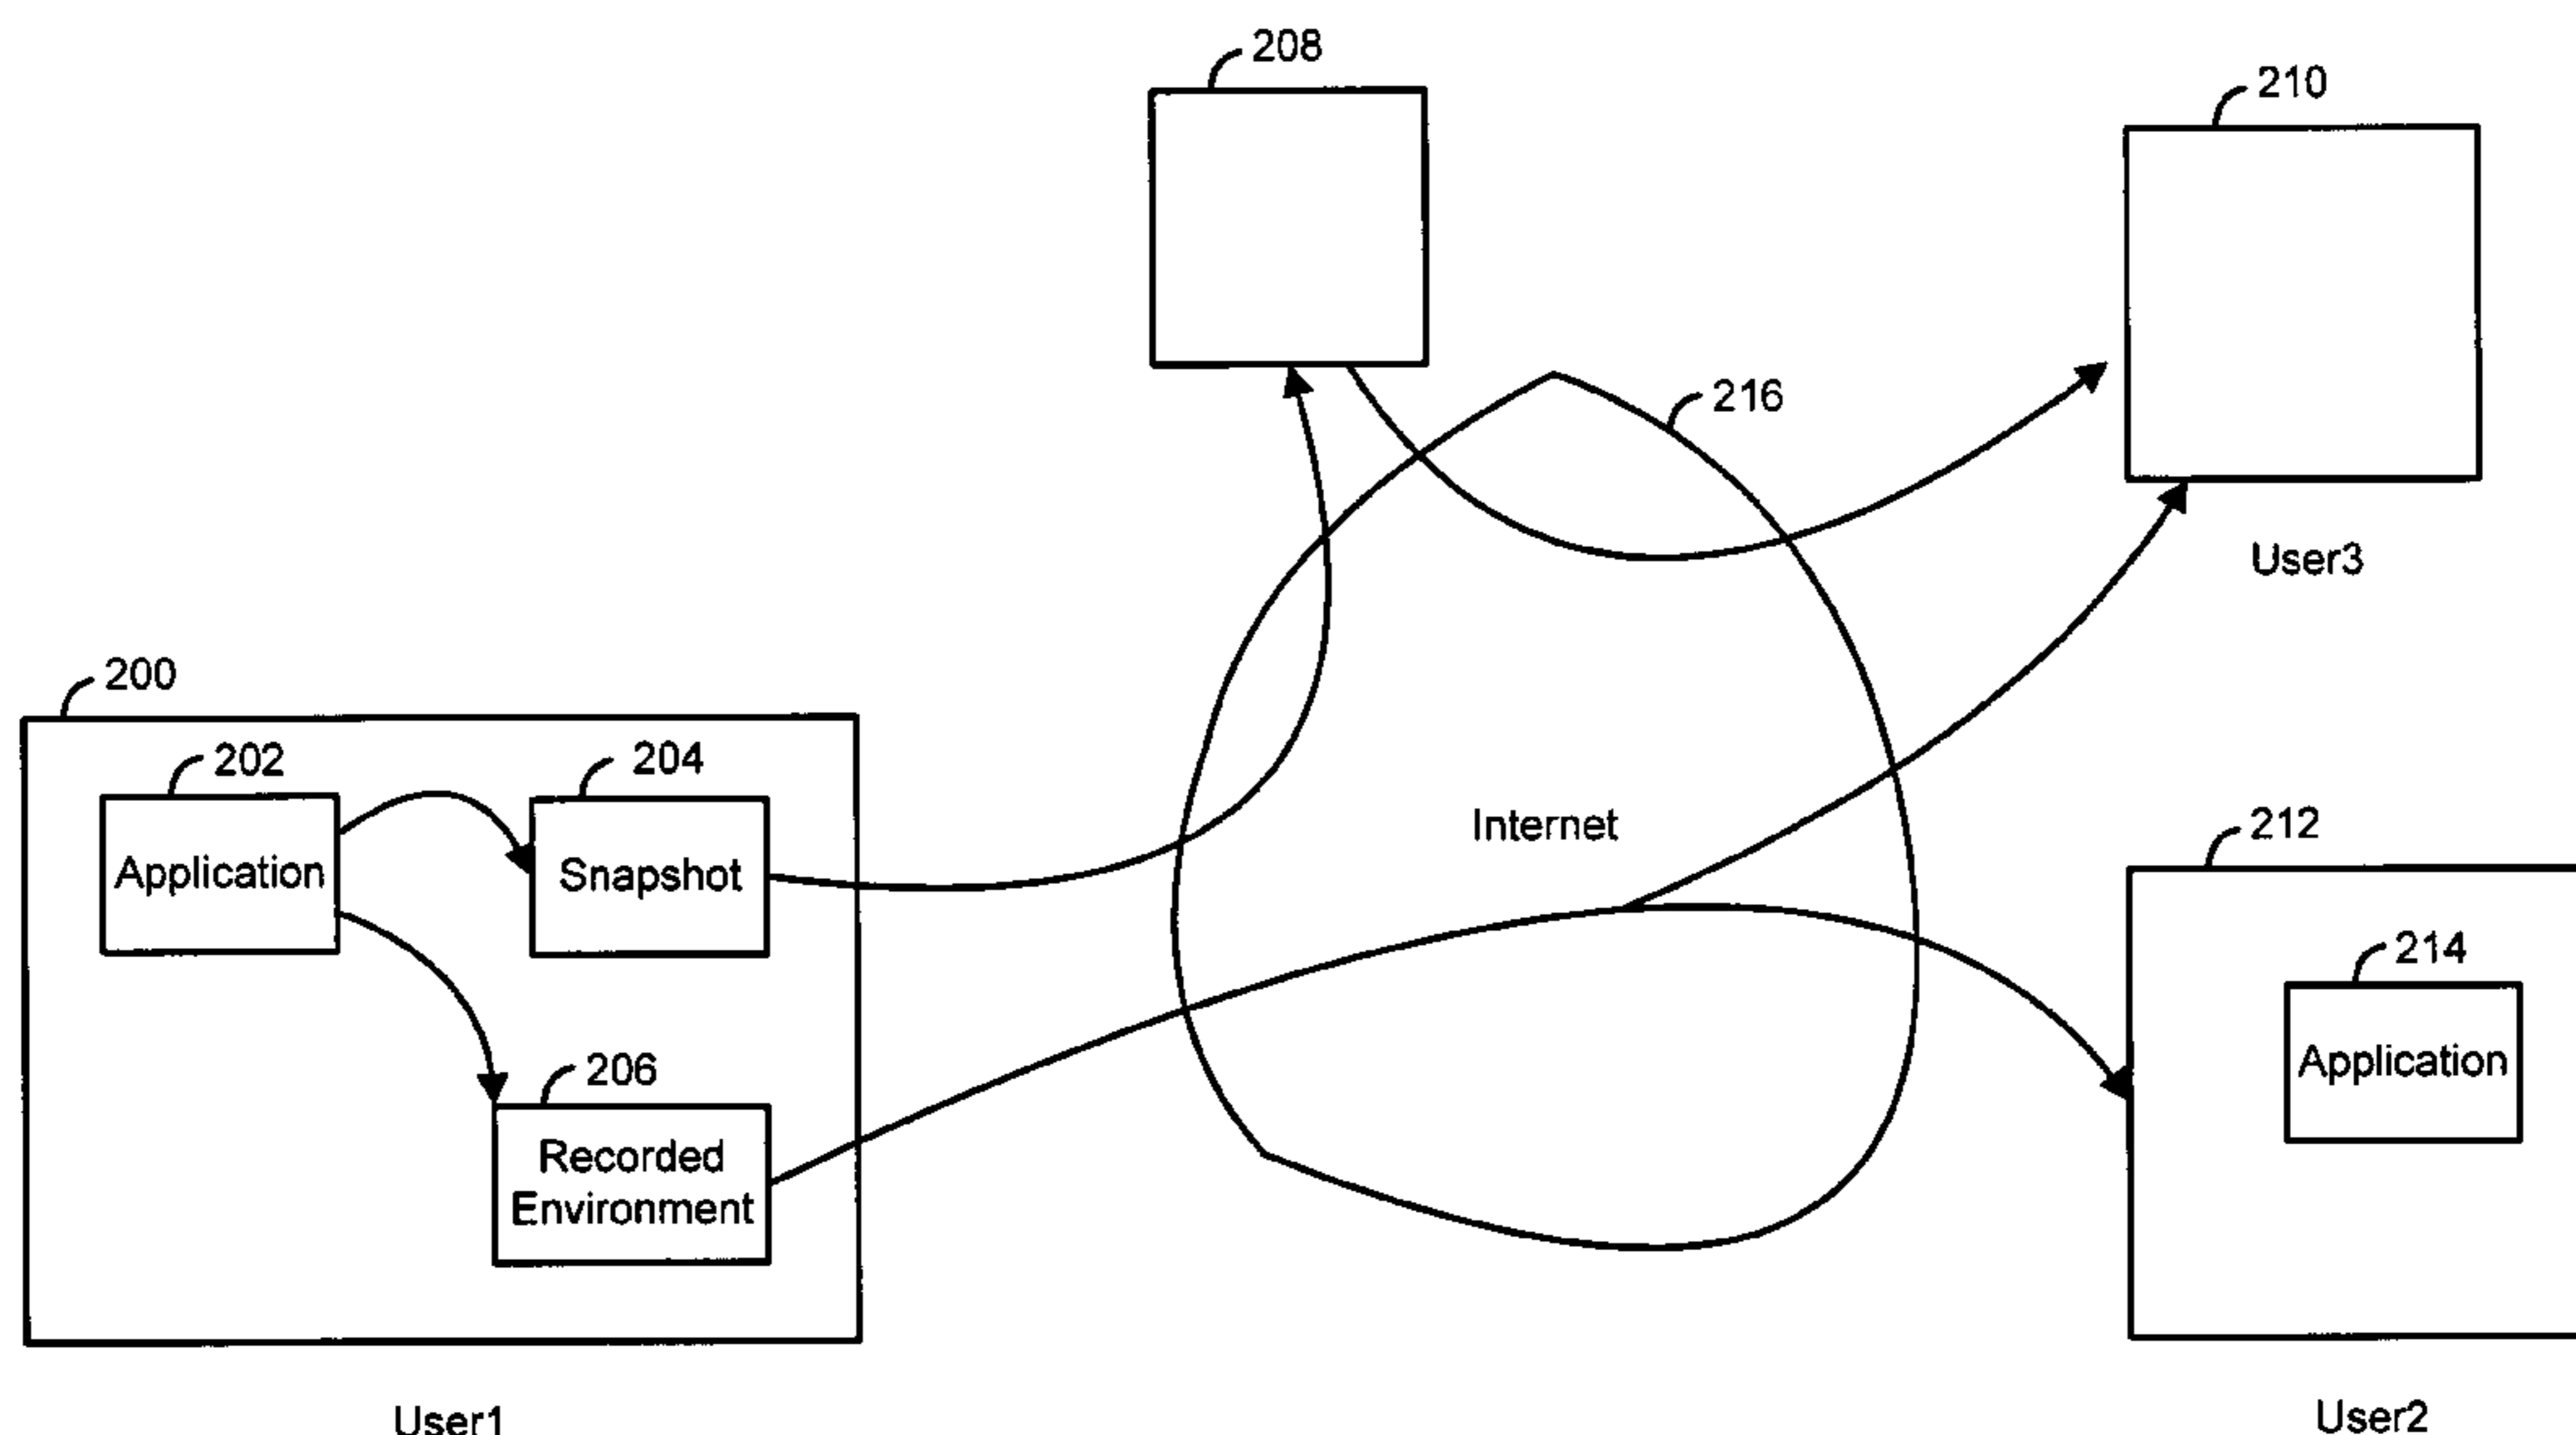 208
210
216
User3
200
202
204
Application
Snapshot
Internet
212
214
Application
206
Recorded
Environment
User1
User2